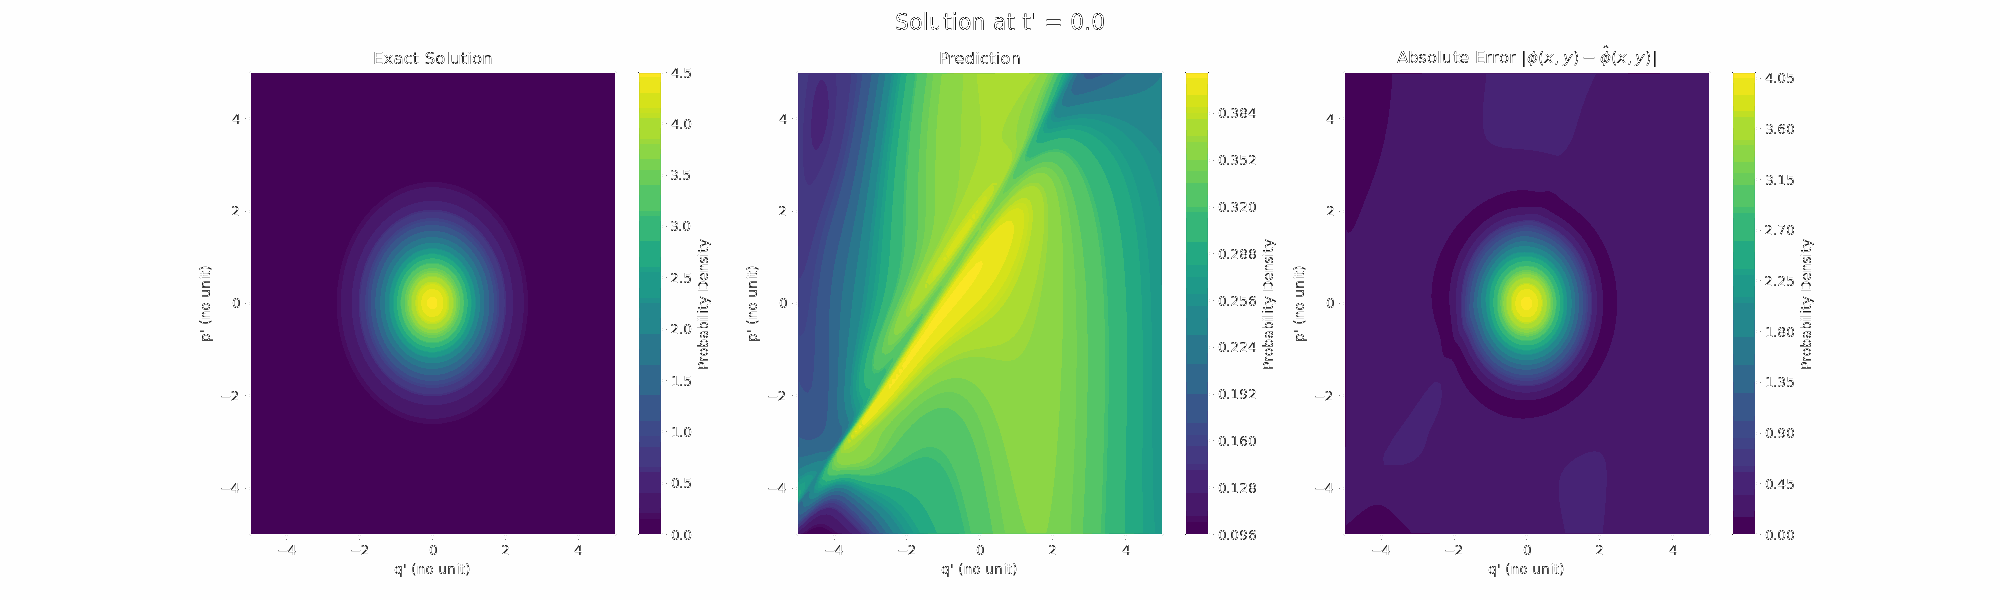 Solution at t' = 0.0
Exact Solution
4
2
0
−2
−4
−4 −2 0 2 4
q' (no unit)
p' (no unit)
4.5
4.0
3.5
3.0
2.5
2.0
1.5
1.0
0.5
0.0
Probability Density
Prediction
4
2
0
−2
−4
−4 −2 0 2 4
q' (no unit)
p' (no unit)
0.384
0.352
0.320
0.288
0.256
0.224
0.192
0.160
0.128
0.096
Probability Density
Absolute Error |ϕ(x, y) − ϕ̂(x, y)|
4
2
0
−2
−4
−4 −2 0 2 4
q' (no unit)
p' (no unit)
4.05
3.60
3.15
2.70
2.25
1.80
1.35
0.90
0.45
0.00
Probability Density